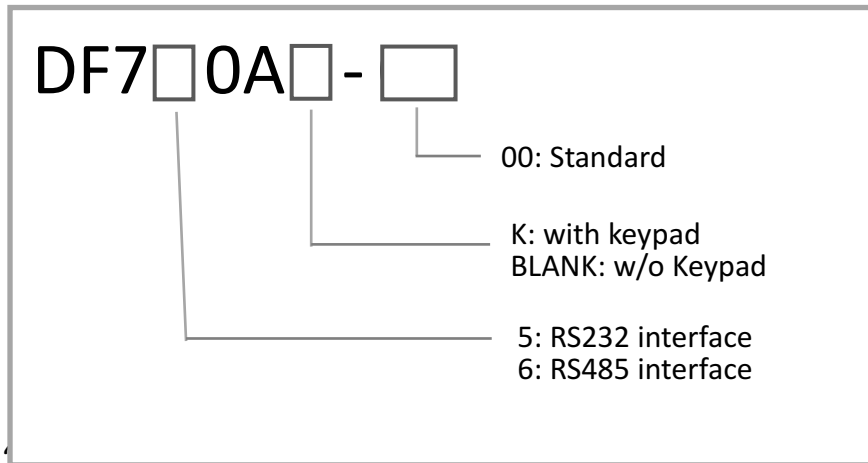 DF7□0A□-□
00: Standard
K: with keypad
BLANK: w/o Keypad
5: RS232 interface
6: RS485 interface